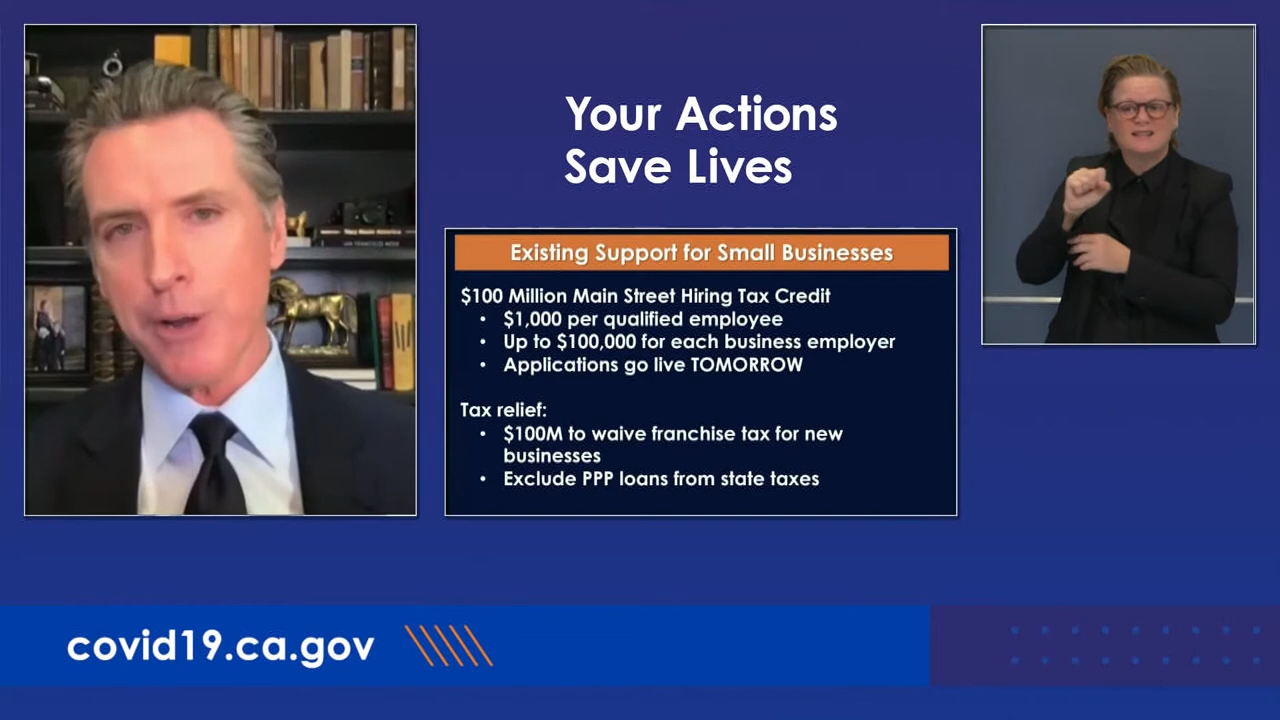 Your Actions
Save Lives
Existing Support for Small Businesses
$100 Million Main Street Hiring Tax Credit
• $1,000 per qualified employee
• Up to $100,000 for each business employer
• Applications go live TOMORROW
Tax relief:
• $100M to waive franchise tax for new
businesses
• Exclude PPP loans from state taxes
covid19.ca.gov